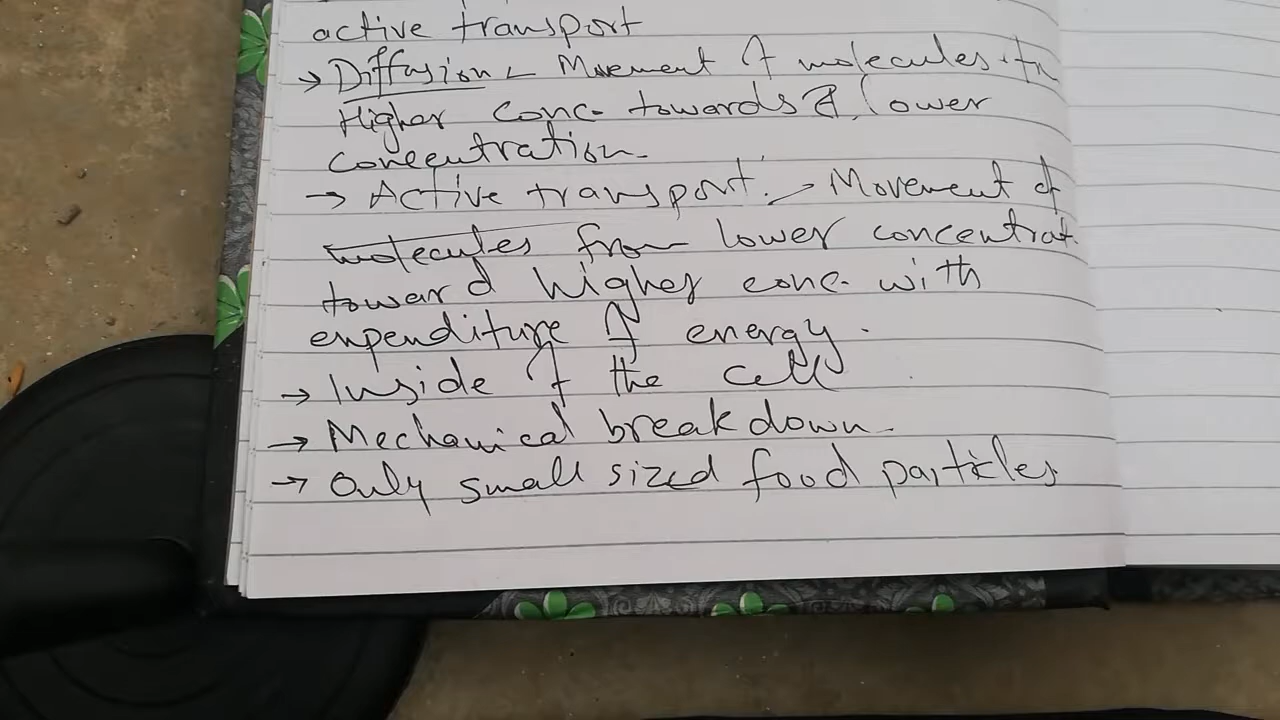 active transport
→ Diffusion - Movement of molecules
Higher conc. towards lower
concentration.
→ Active transport. → Movement of
molecules from lower concentrat.
toward higher conc. with
expenditure of energy.
→ Inside of the cell
→ Mechanical breakdown.
→ Only small sized food particles